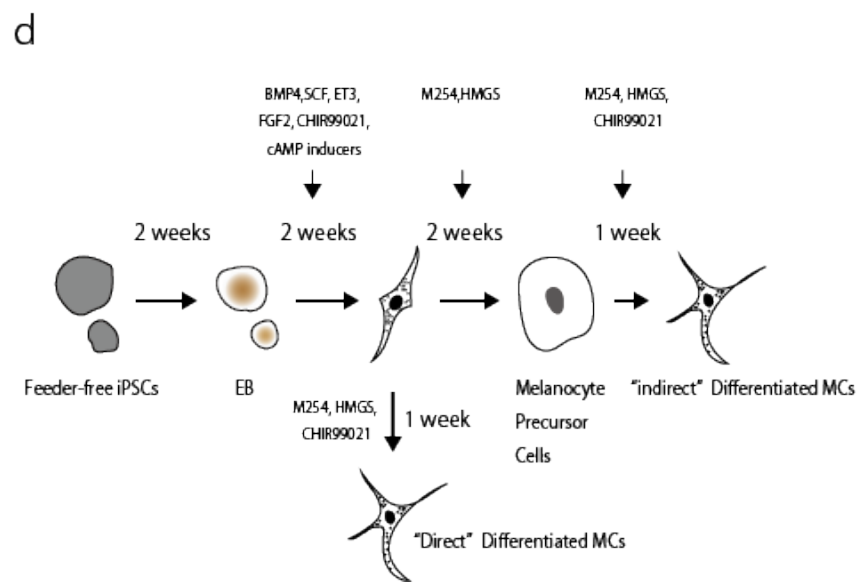 d
BMP4,SCF, ET3,
FGF2, CHIR99021,
cAMP inducers
M254,HMGS
M254, HMGS,
CHIR99021
2 weeks
2 weeks
2 weeks
1 week
Feeder-free iPSCs
EB
Melanocyte
Precursor
Cells
"indirect" Differentiated MCs
M254, HMGS,
CHIR99021
1 week
"Direct" Differentiated MCs